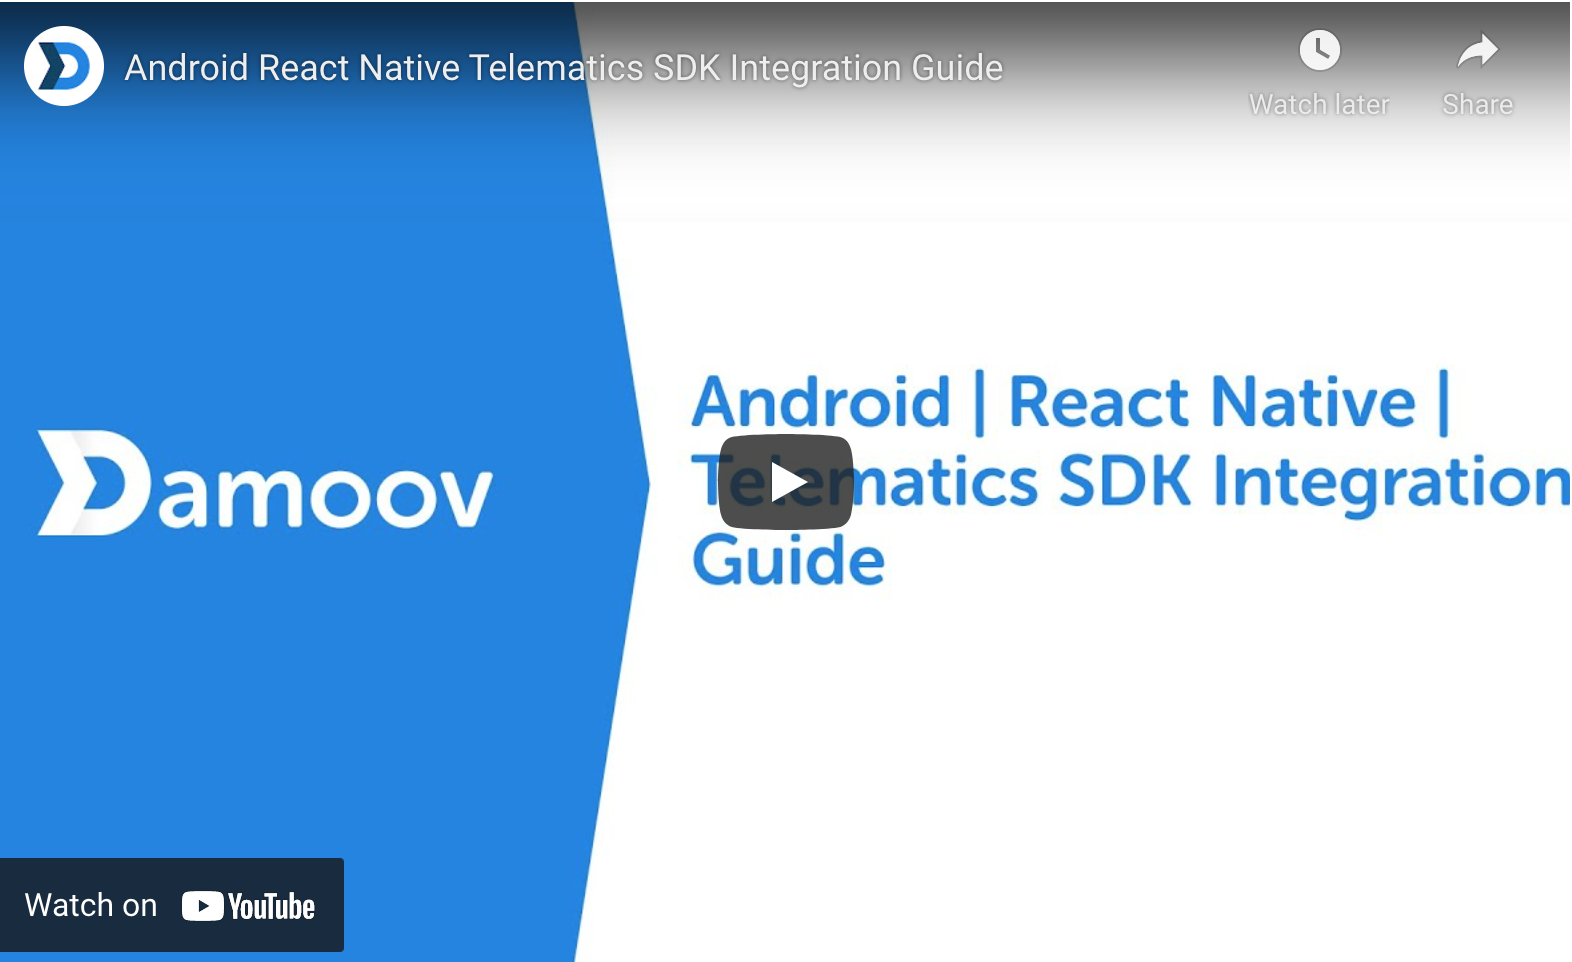 Android React Native Telematics SDK Integration Guide
Watch later
Share
Damoov
Android | React Native |
Telematics SDK Integration
Guide
Watch on YouTube